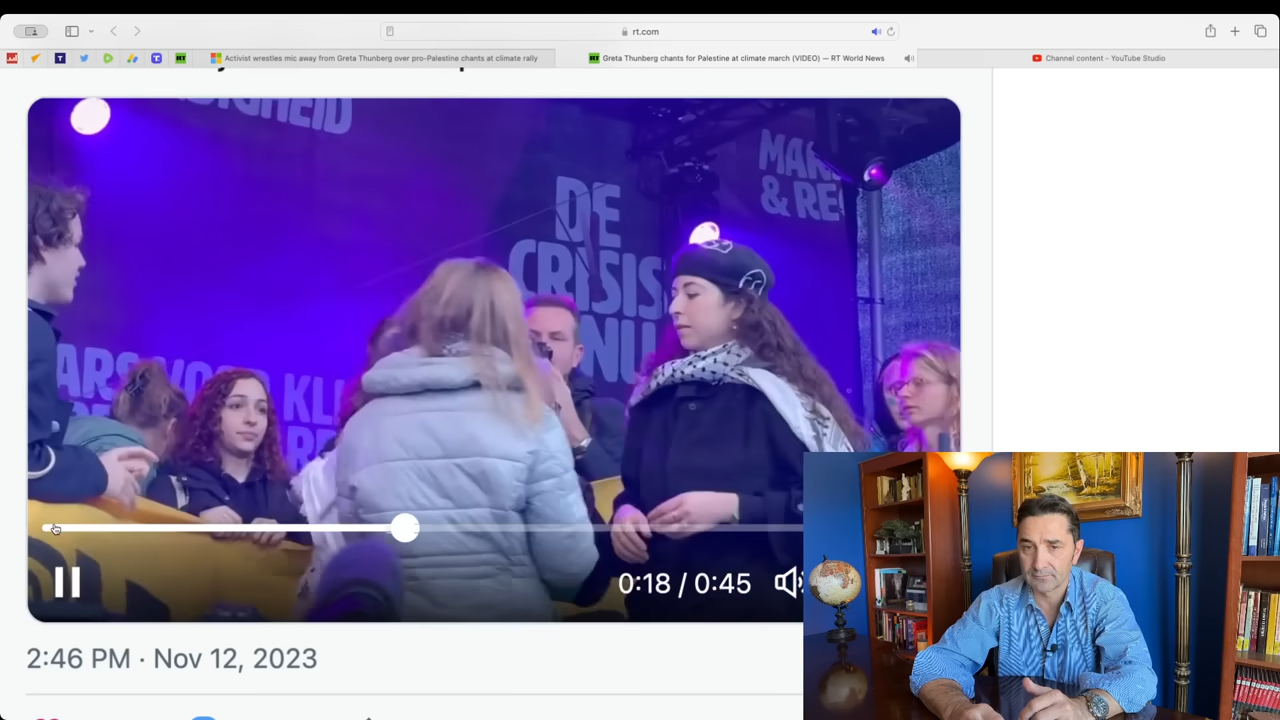 rt.com
Activist wrestles mic away from Greta Thunberg over pro-Palestine chants at climate rally
Greta Thunberg chants for Palestine at climate march (VIDEO) — RT World News
Channel content - YouTube Studio
DE
CRISIS
NU
& RE
0:18 / 0:45
2:46 PM · Nov 12, 2023